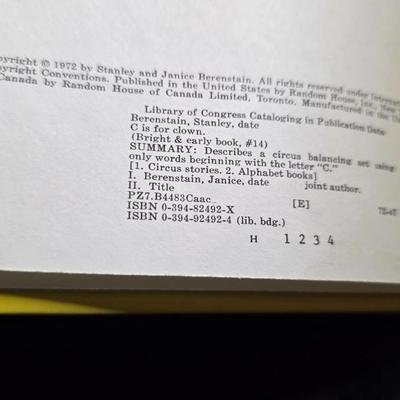 pyright © 1972 by Stanley and Janice Berenstain. All rights reserved under
pyright Conventions. Published in the United States by Random House, Inc., New
Canada by Random House of Canada Limited, Toronto. Manufactured in the
Library of Congress Cataloging in Publication Data
Berenstain, Stanley, date
C is for clown.
(Bright & early book, #14)
SUMMARY: Describes a circus balancing set using
only words beginning with the letter "C."
[1. Circus stories. 2. Alphabet books]
I. Berenstain, Janice, date joint author.
II. Title
PZ7.B4483Caac [E]
ISBN 0-394-82492-X
ISBN 0-394-92492-4 (lib. bdg.)
H 1 2 3 4